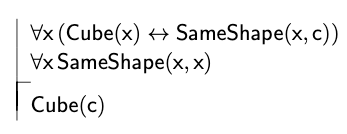 ∀x (Cube(x) ↔ SameShape(x, c))
∀x SameShape(x, x)
Cube(c)